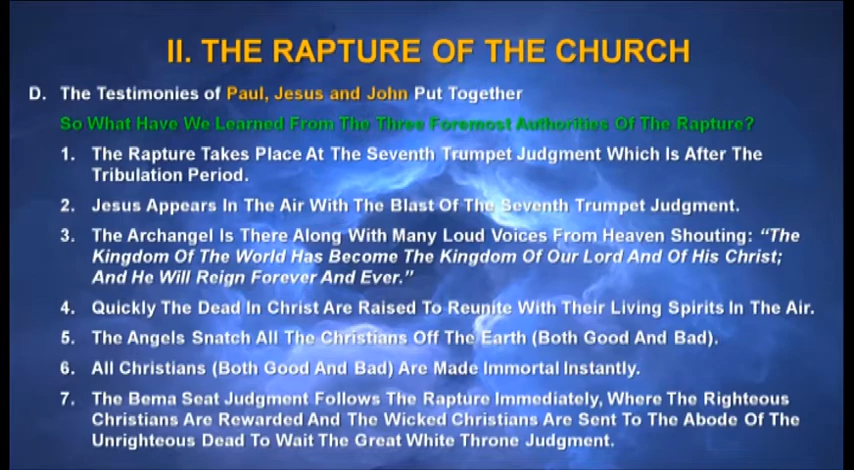 II. THE RAPTURE OF THE CHURCH
D. The Testimonies of Paul, Jesus and John Put Together
So What Have We Learned From The Three Foremost Authorities Of The Rapture?
1. The Rapture Takes Place At The Seventh Trumpet Judgment Which Is After The
Tribulation Period.
2. Jesus Appears In The Air With The Blast Of The Seventh Trumpet Judgment.
3. The Archangel Is There Along With Many Loud Voices From Heaven Shouting: “The
Kingdom Of The World Has Become The Kingdom Of Our Lord And Of His Christ;
And He Will Reign Forever And Ever.”
4. Quickly The Dead In Christ Are Raised To Reunite With Their Living Spirits In The Air.
5. The Angels Snatch All The Christians Off The Earth (Both Good And Bad).
6. All Christians (Both Good And Bad) Are Made Immortal Instantly.
7. The Bema Seat Judgment Follows The Rapture Immediately, Where The Righteous
Christians Are Rewarded And The Wicked Christians Are Sent To The Abode Of The
Unrighteous Dead To Wait The Great White Throne Judgment.